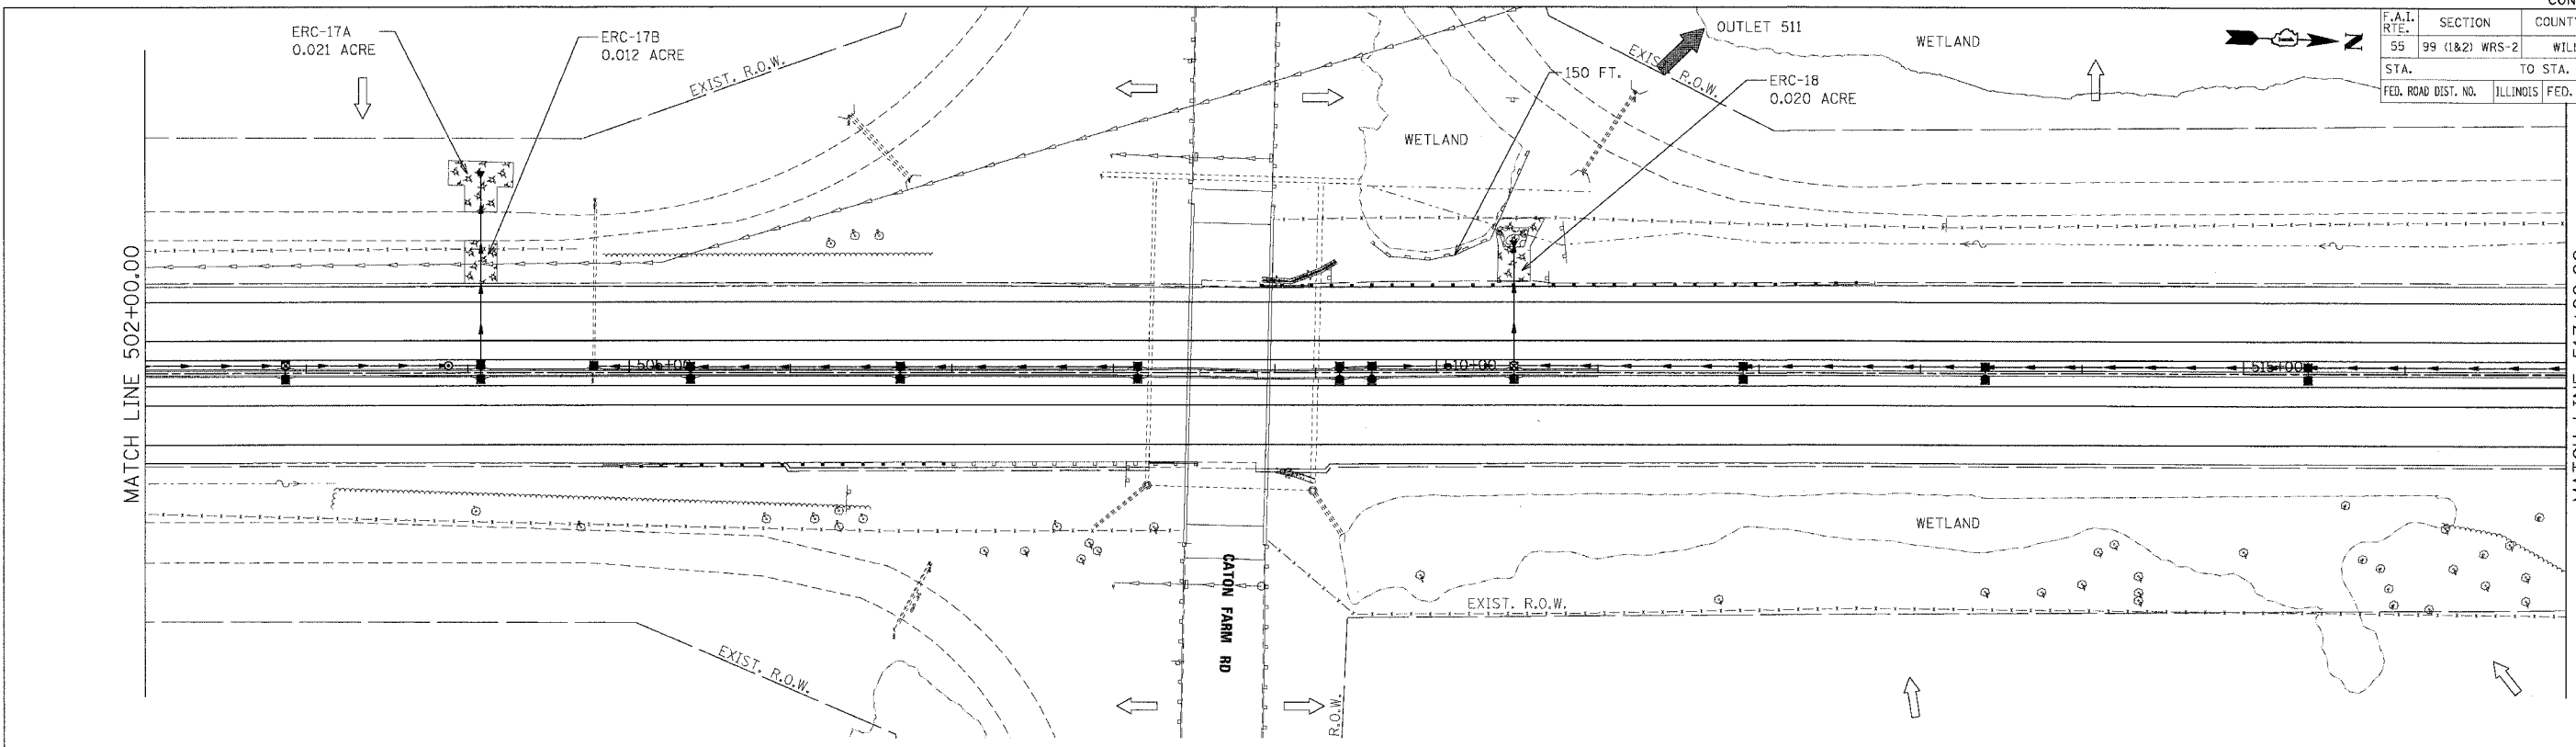 ERC-17A
0.021 ACRE
ERC-17B
0.012 ACRE
EXIST. R.O.W.
OUTLET 511
EXIST. R.O.W.
150 FT.
ERC-18
0.020 ACRE
WETLAND
WETLAND
N
F.A.I. RTE. SECTION
55 99 (1&2) WRS-2
STA. TO STA.
FED. ROAD DIST. NO. ILLINOIS FED.
MATCH LINE 502+00.00
505+00
510+00
515+00
MATCH LINE
CATON FARM RD
WETLAND
EXIST. R.O.W.
EXIST. R.O.W.
R.O.W.